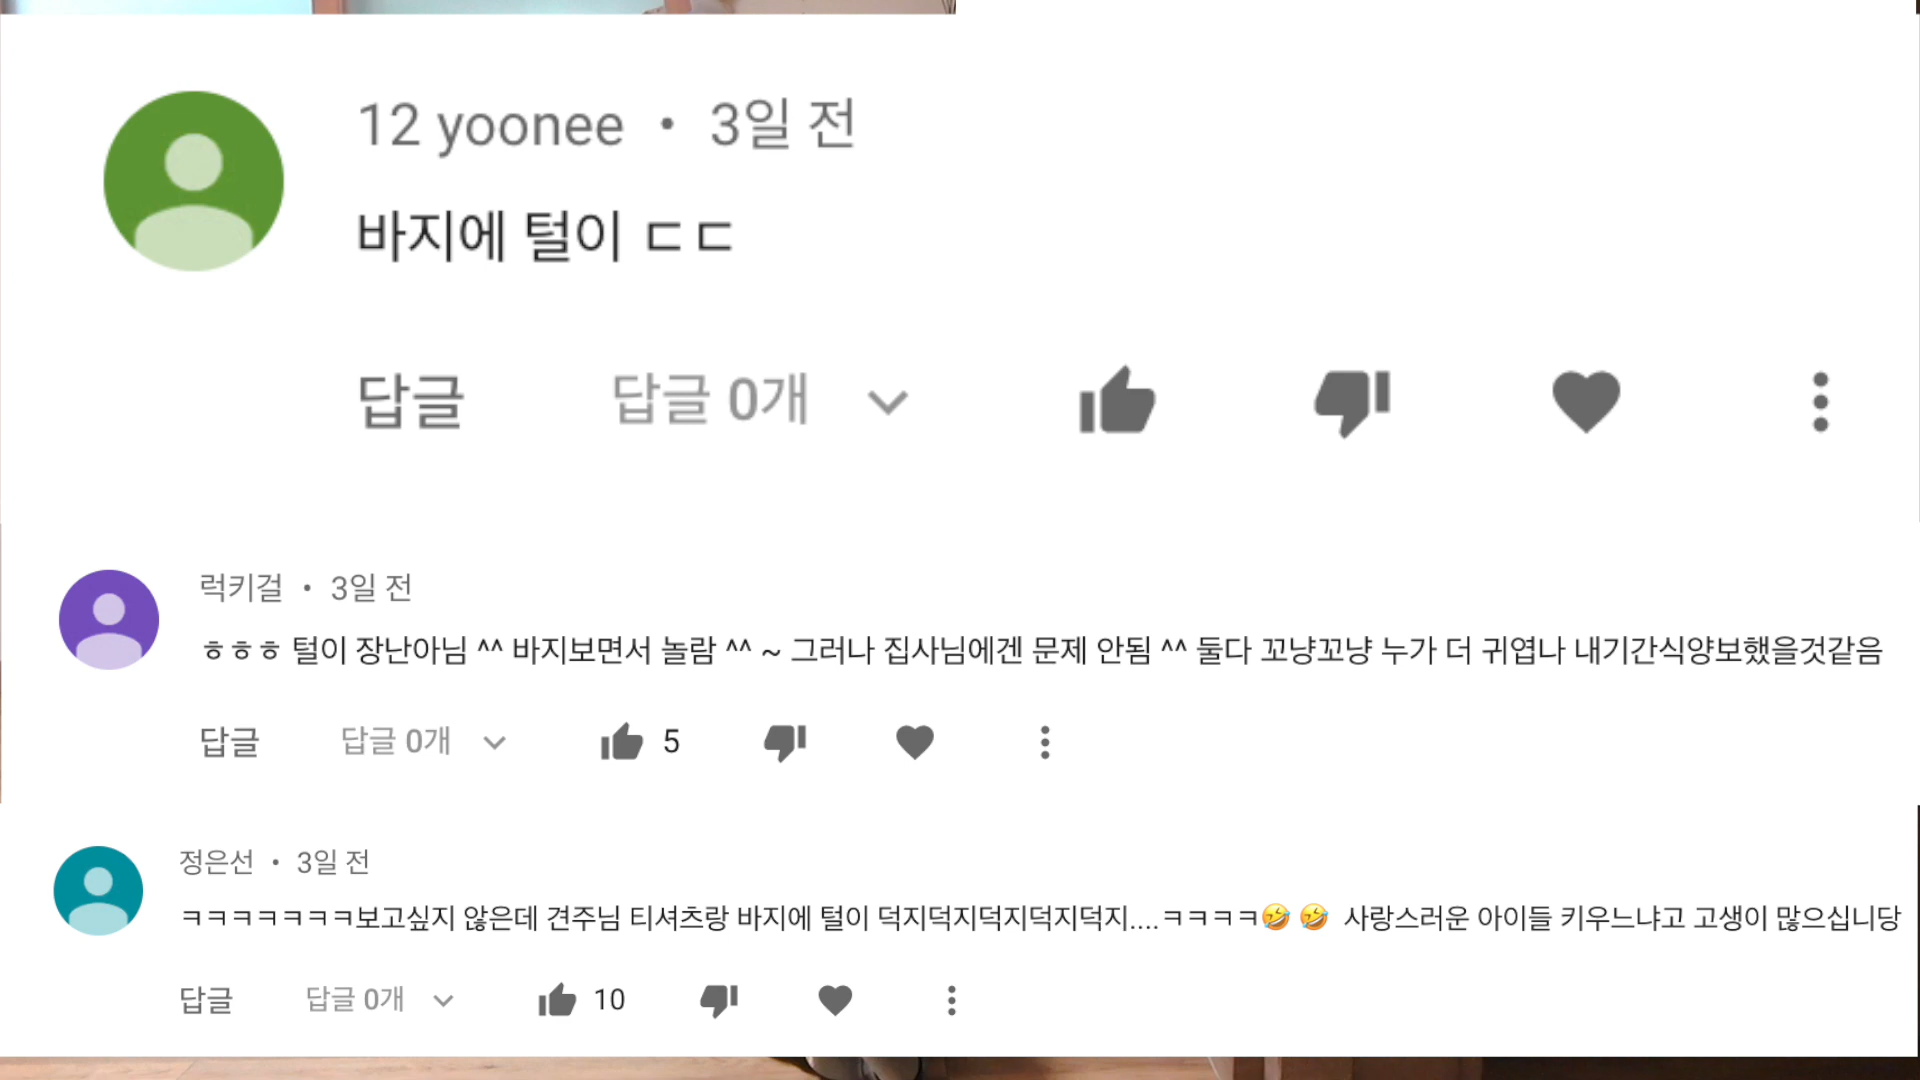 12 yoonee • 3일 전
바지에 털이 ㄷㄷ
답글 답글 0개
럭키걸 • 3일 전
ㅎㅎㅎ 털이 장난아님 ^^ 바지보면서 놀람 ^^ ~ 그러나 집사님에겐 문제 안됨 ^^ 둘다 꼬냥꼬냥 누가 더 귀엽나 내기간식양보했을것같음
답글 답글 0개 5
정은선 • 3일 전
ㅋㅋㅋㅋㅋㅋㅋ보고싶지 않은데 견주님 티셔츠랑 바지에 털이 덕지덕지덕지덕지덕지....ㅋㅋㅋㅋ🤣🤣 사랑스러운 아이들 키우느냐고 고생이 많으십니당
답글 답글 0개 10